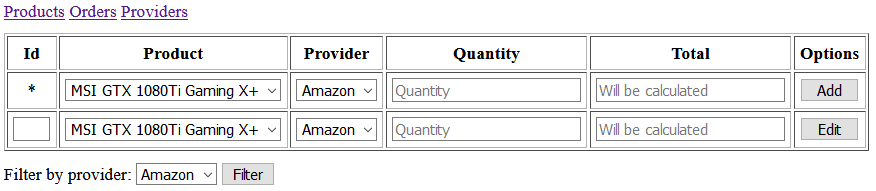 Products Orders Providers
Id Product Provider Quantity Total Options
* MSI GTX 1080Ti Gaming X+ Amazon Quantity Will be calculated Add
MSI GTX 1080Ti Gaming X+ Amazon Quantity Will be calculated Edit
Filter by provider: Amazon Filter